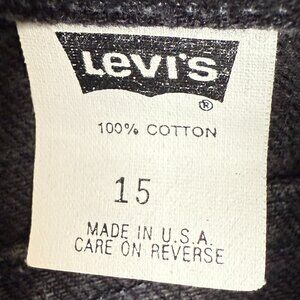 LEVI'S
®
100% COTTON
15
MADE IN U.S.A.
CARE ON REVERSE